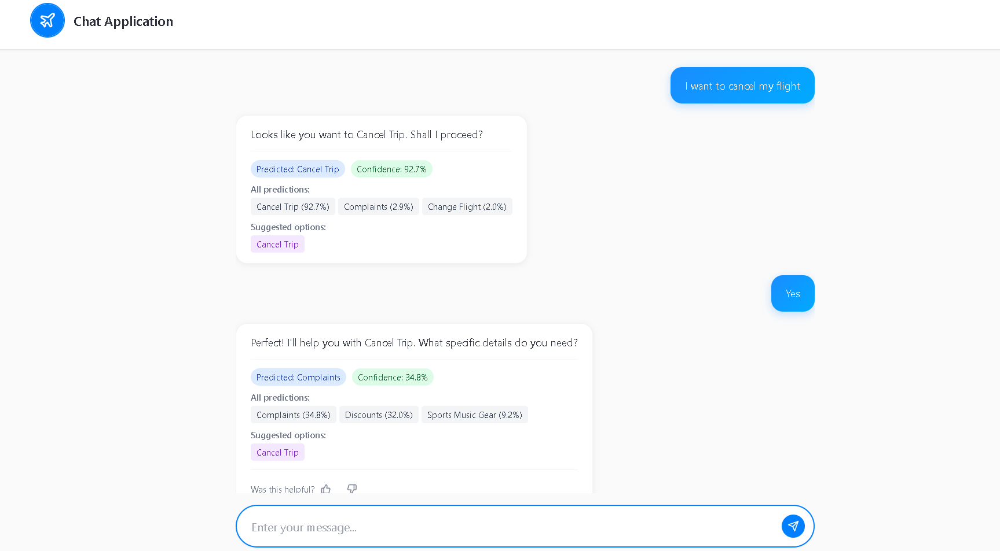 Chat Application
I want to cancel my flight
Looks like you want to Cancel Trip. Shall I proceed?
Predicted: Cancel Trip Confidence: 92.7%
All predictions:
Cancel Trip (92.7%) Complaints (2.9%) Change Flight (2.0%)
Suggested options:
Cancel Trip
Yes
Perfect! I'll help you with Cancel Trip. What specific details do you need?
Predicted: Complaints Confidence: 34.8%
All predictions:
Complaints (34.8%) Discounts (32.0%) Sports Music Gear (9.2%)
Suggested options:
Cancel Trip
Was this helpful?
Enter your message...